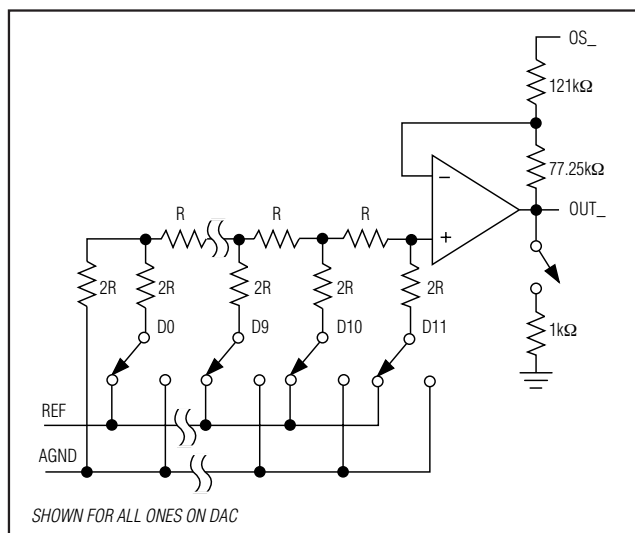 OS_
121kΩ
77.25kΩ
−
+
OUT_
R R R
2R 2R 2R 2R 2R
D0 D9 D10 D11
1kΩ
REF
AGND
SHOWN FOR ALL ONES ON DAC